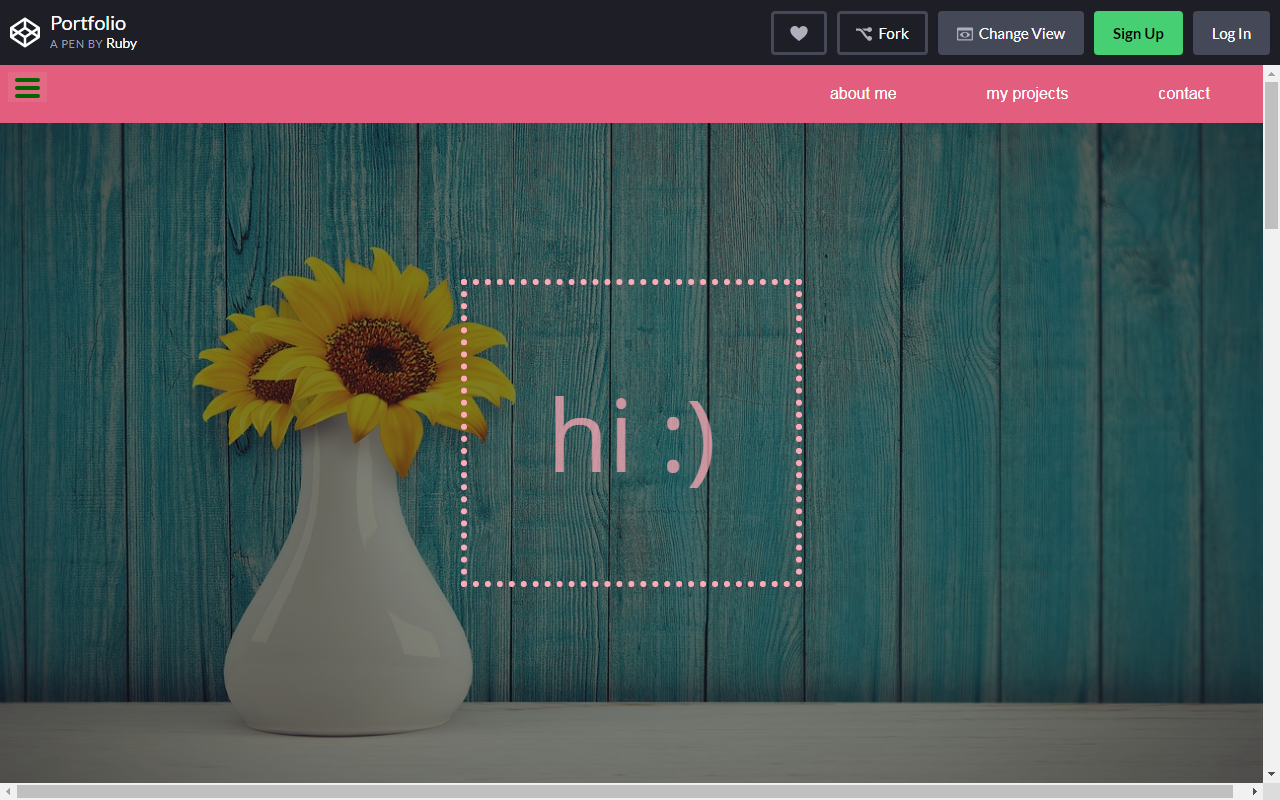 Portfolio
A PEN BY Ruby
Fork
Change View
Sign Up
Log In
about me
my projects
contact
hi :)